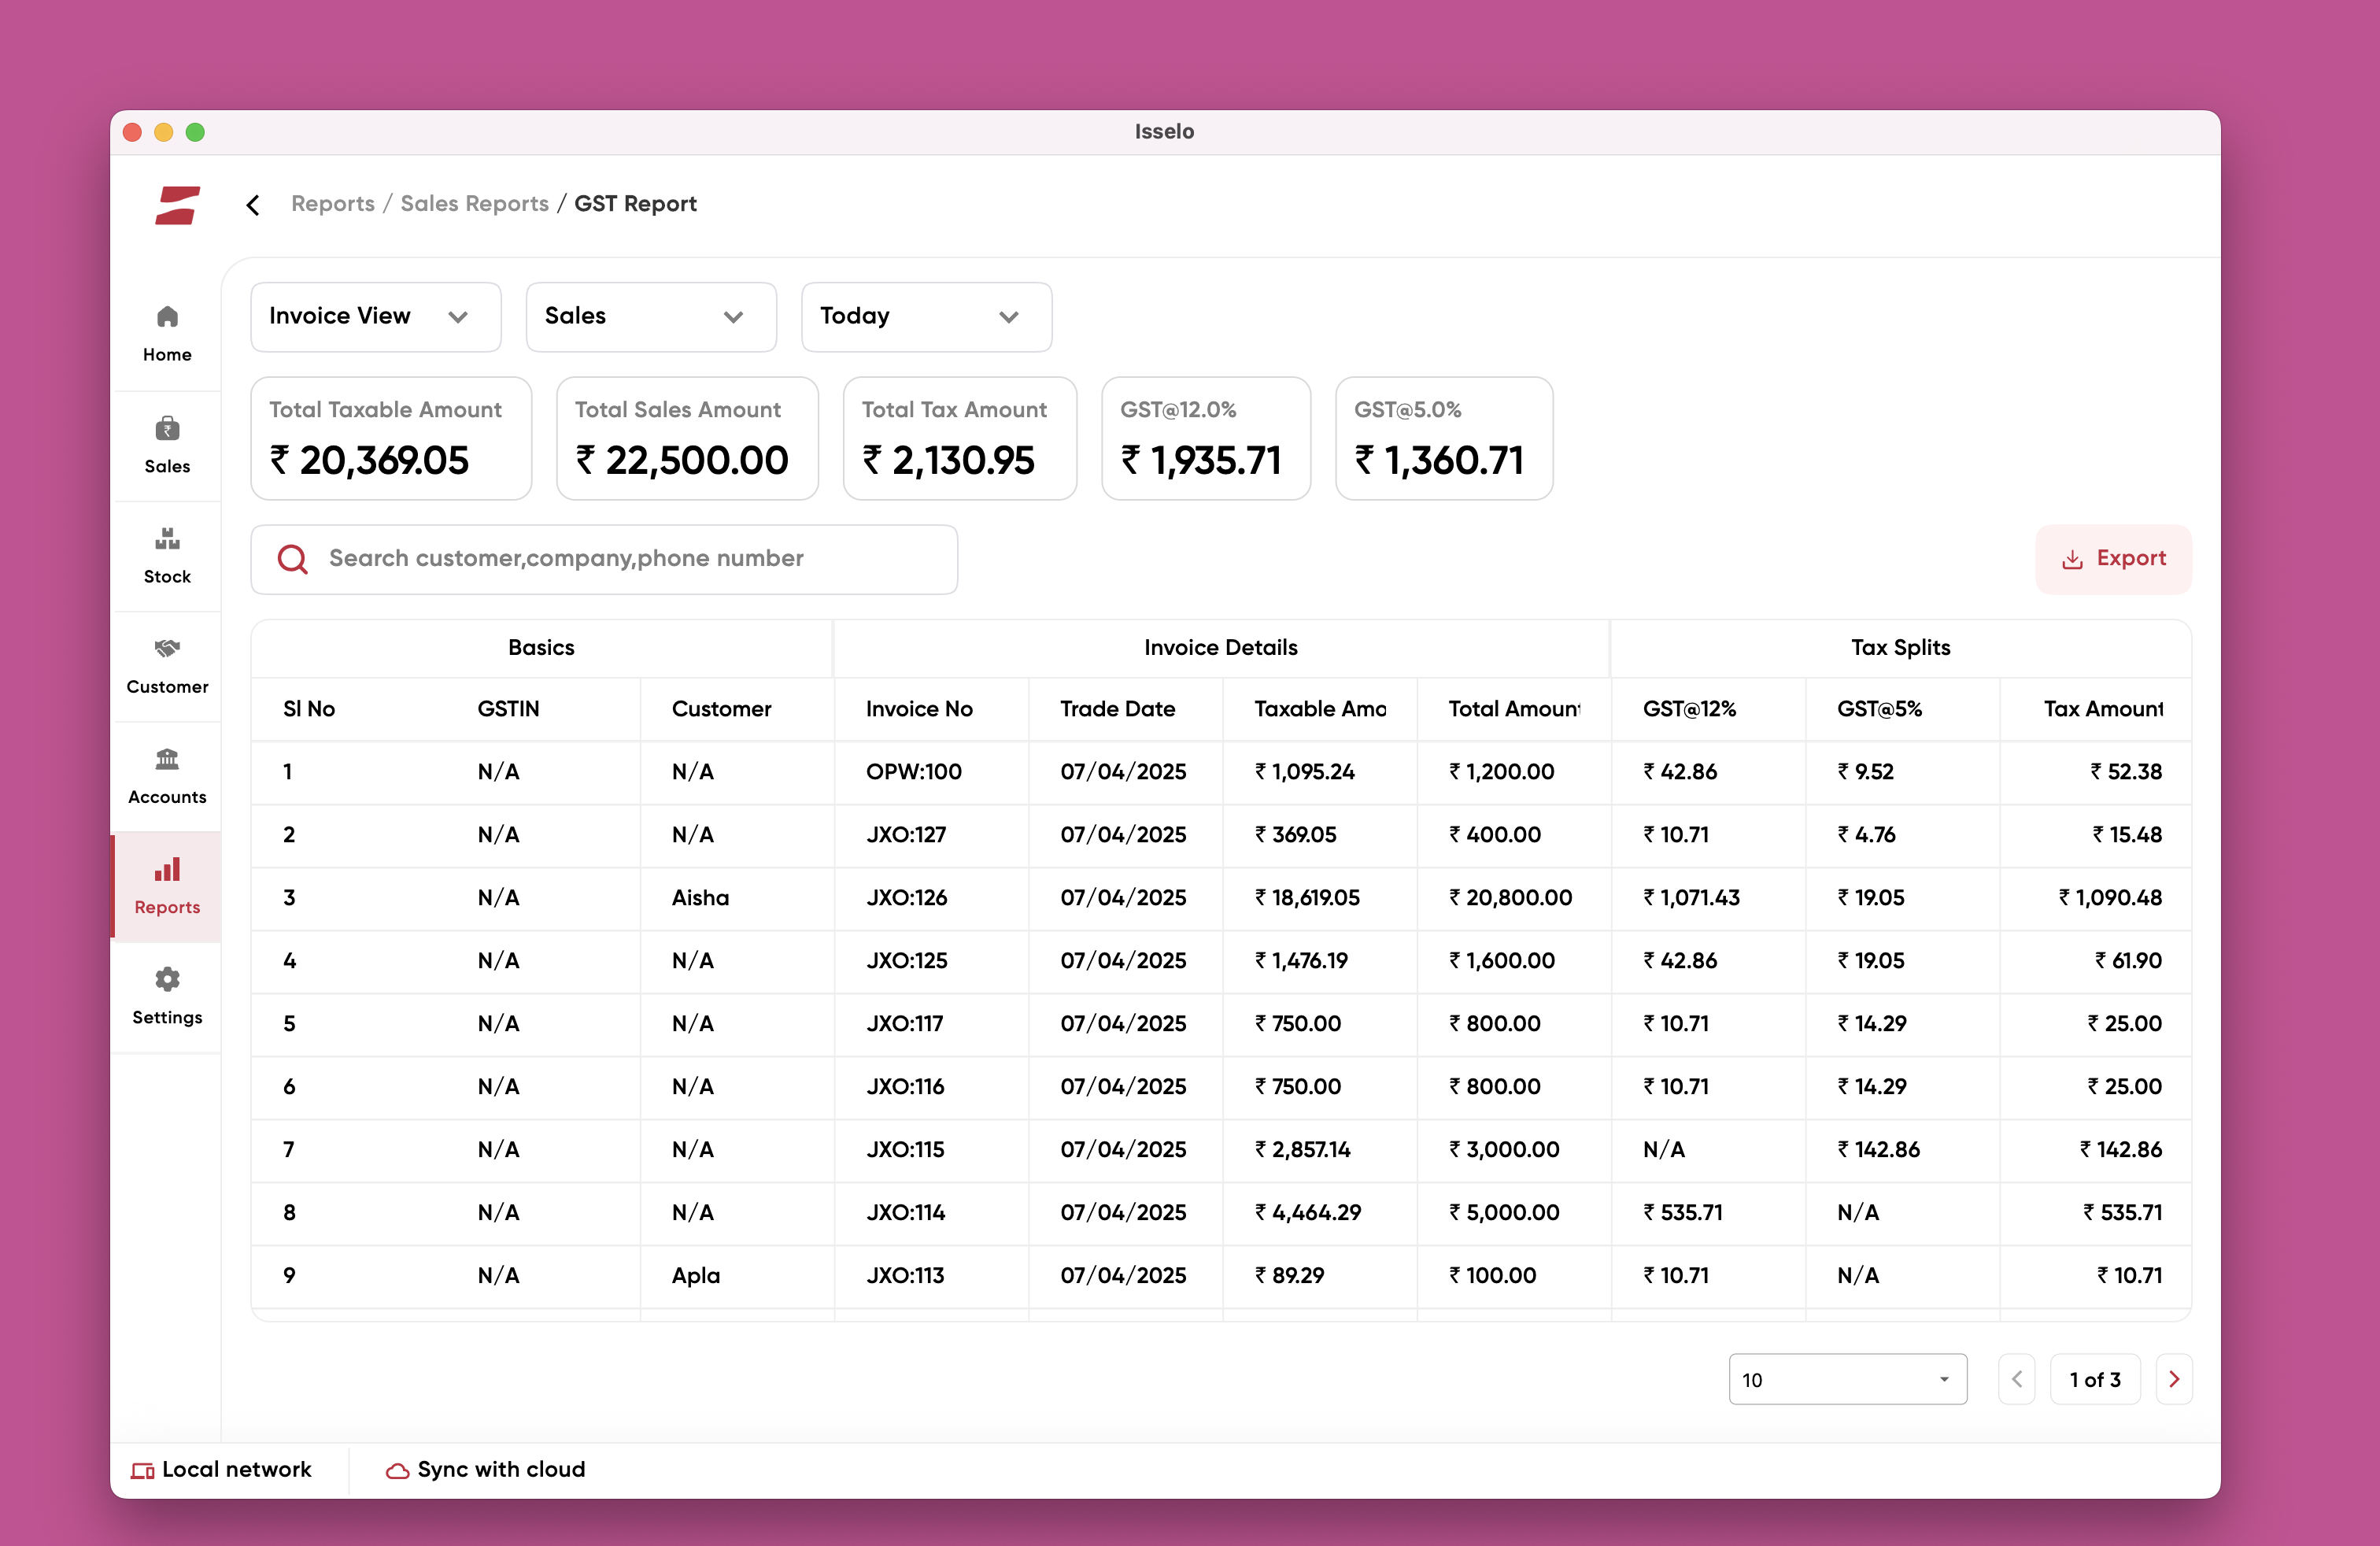 Isselo
Reports / Sales Reports / GST Report
Home
Sales
Stock
Customer
Accounts
Reports
Settings
Invoice View
Sales
Today
Total Taxable Amount
₹ 20,369.05
Total Sales Amount
₹ 22,500.00
Total Tax Amount
₹ 2,130.95
GST@12.0%
₹ 1,935.71
GST@5.0%
₹ 1,360.71
Search customer,company,phone number
Export
Basics Invoice Details Tax Splits
Sl No GSTIN Customer Invoice No Trade Date Taxable Amo Total Amount GST@12% GST@5% Tax Amount
1 N/A N/A OPW:100 07/04/2025 ₹ 1,095.24 ₹ 1,200.00 ₹ 42.86 ₹ 9.52 ₹ 52.38
2 N/A N/A JXO:127 07/04/2025 ₹ 369.05 ₹ 400.00 ₹ 10.71 ₹ 4.76 ₹ 15.48
3 N/A Aisha JXO:126 07/04/2025 ₹ 18,619.05 ₹ 20,800.00 ₹ 1,071.43 ₹ 19.05 ₹ 1,090.48
4 N/A N/A JXO:125 07/04/2025 ₹ 1,476.19 ₹ 1,600.00 ₹ 42.86 ₹ 19.05 ₹ 61.90
5 N/A N/A JXO:117 07/04/2025 ₹ 750.00 ₹ 800.00 ₹ 10.71 ₹ 14.29 ₹ 25.00
6 N/A N/A JXO:116 07/04/2025 ₹ 750.00 ₹ 800.00 ₹ 10.71 ₹ 14.29 ₹ 25.00
7 N/A N/A JXO:115 07/04/2025 ₹ 2,857.14 ₹ 3,000.00 N/A ₹ 142.86 ₹ 142.86
8 N/A N/A JXO:114 07/04/2025 ₹ 4,464.29 ₹ 5,000.00 ₹ 535.71 N/A ₹ 535.71
9 N/A Apla JXO:113 07/04/2025 ₹ 89.29 ₹ 100.00 ₹ 10.71 N/A ₹ 10.71
10
1 of 3
Local network
Sync with cloud